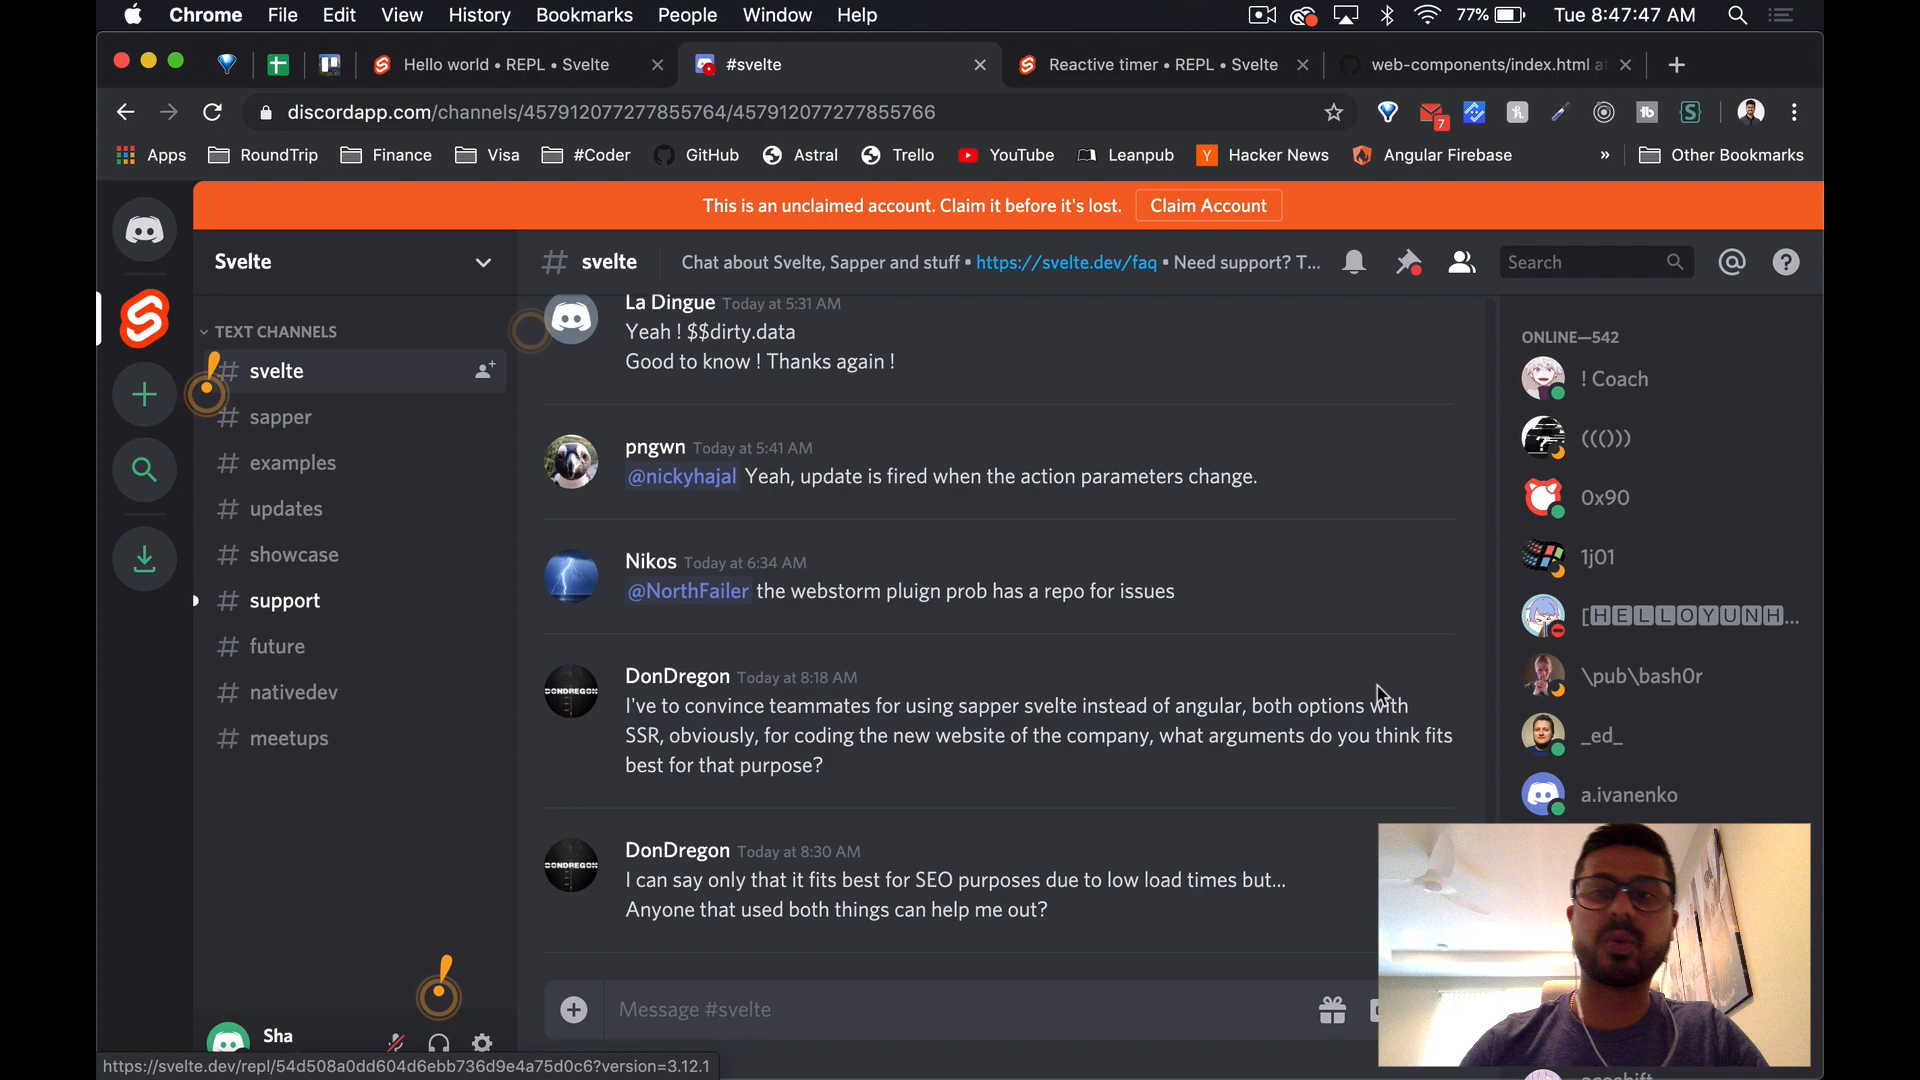 Chrome File Edit View History Bookmarks People Window Help 77% Tue 8:47:47 AM
Hello world • REPL • Svelte
#svelte
Reactive timer • REPL • Svelte
web-components/index.html at
discordapp.com/channels/457912077277855764/457912077277855766
7
Apps RoundTrip Finance Visa #Coder GitHub Astral Trello YouTube Leanpub Hacker News Angular Firebase » Other Bookmarks
This is an unclaimed account. Claim it before it's lost. Claim Account
Svelte
# svelte
Chat about Svelte, Sapper and stuff • https://svelte.dev/faq • Need support? T...
Search
TEXT CHANNELS
# svelte
# sapper
# examples
# updates
# showcase
# support
# future
# nativedev
# meetups
Sha
La Dingue Today at 5:31 AM
Yeah ! $$dirty.data
Good to know ! Thanks again !
pngwn Today at 5:41 AM
@nickyhajal Yeah, update is fired when the action parameters change.
Nikos Today at 6:34 AM
@NorthFailer the webstorm pluign prob has a repo for issues
DonDregon Today at 8:18 AM
I've to convince teammates for using sapper svelte instead of angular, both options with
SSR, obviously, for coding the new website of the company, what arguments do you think fits
best for that purpose?
DonDregon Today at 8:30 AM
I can say only that it fits best for SEO purposes due to low load times but...
Anyone that used both things can help me out?
Message #svelte
ONLINE—542
! Coach
((()))
0x90
1j01
[🅷🅴🅻🅻🅾🆈🆄🅽🅷...
\pub\bash0r
_ed_
a.ivanenko
https://svelte.dev/repl/54d508a0dd604d6ebb736d9e4a75d0c6?version=3.12.1